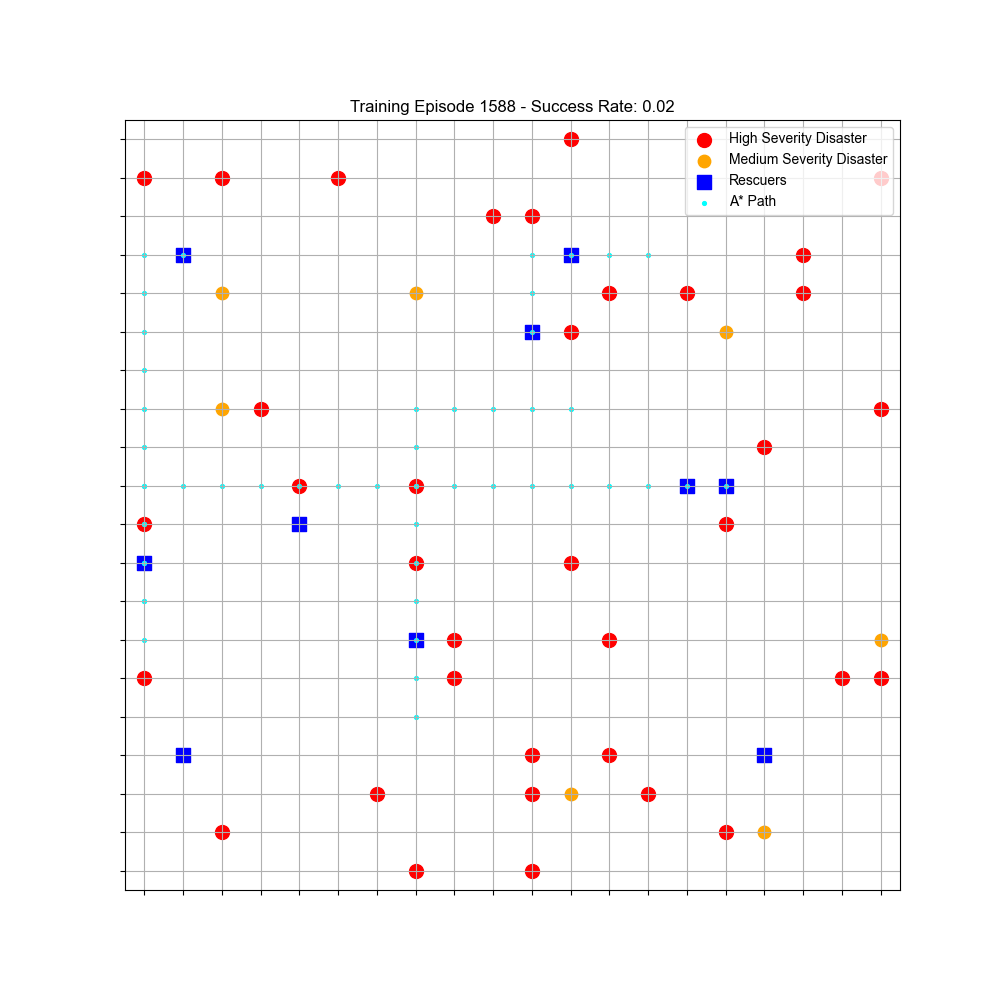 Training Episode 1588 - Success Rate: 0.02
High Severity Disaster
Medium Severity Disaster
Rescuers
A* Path